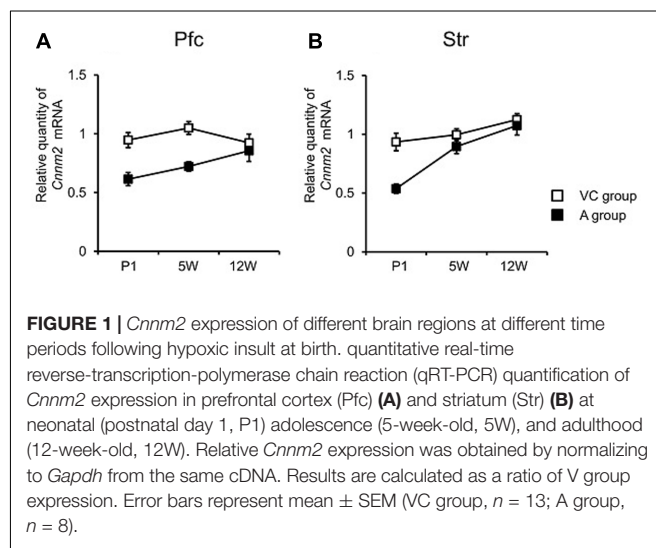 A
Pfc
Relative quantity of
Cnnm2 mRNA
1.5
1
0.5
0
P1 5W 12W
B
Str
Relative quantity of
Cnnm2 mRNA
1.5
1
0.5
0
P1 5W 12W
VC group
A group
FIGURE 1 | Cnnm2 expression of different brain regions at different time
periods following hypoxic insult at birth. quantitative real-time
reverse-transcription-polymerase chain reaction (qRT-PCR) quantification of
Cnnm2 expression in prefrontal cortex (Pfc) (A) and striatum (Str) (B) at
neonatal (postnatal day 1, P1) adolescence (5-week-old, 5W), and adulthood
(12-week-old, 12W). Relative Cnnm2 expression was obtained by normalizing
to Gapdh from the same cDNA. Results are calculated as a ratio of V group
expression. Error bars represent mean ± SEM (VC group, n = 13; A group,
n = 8).